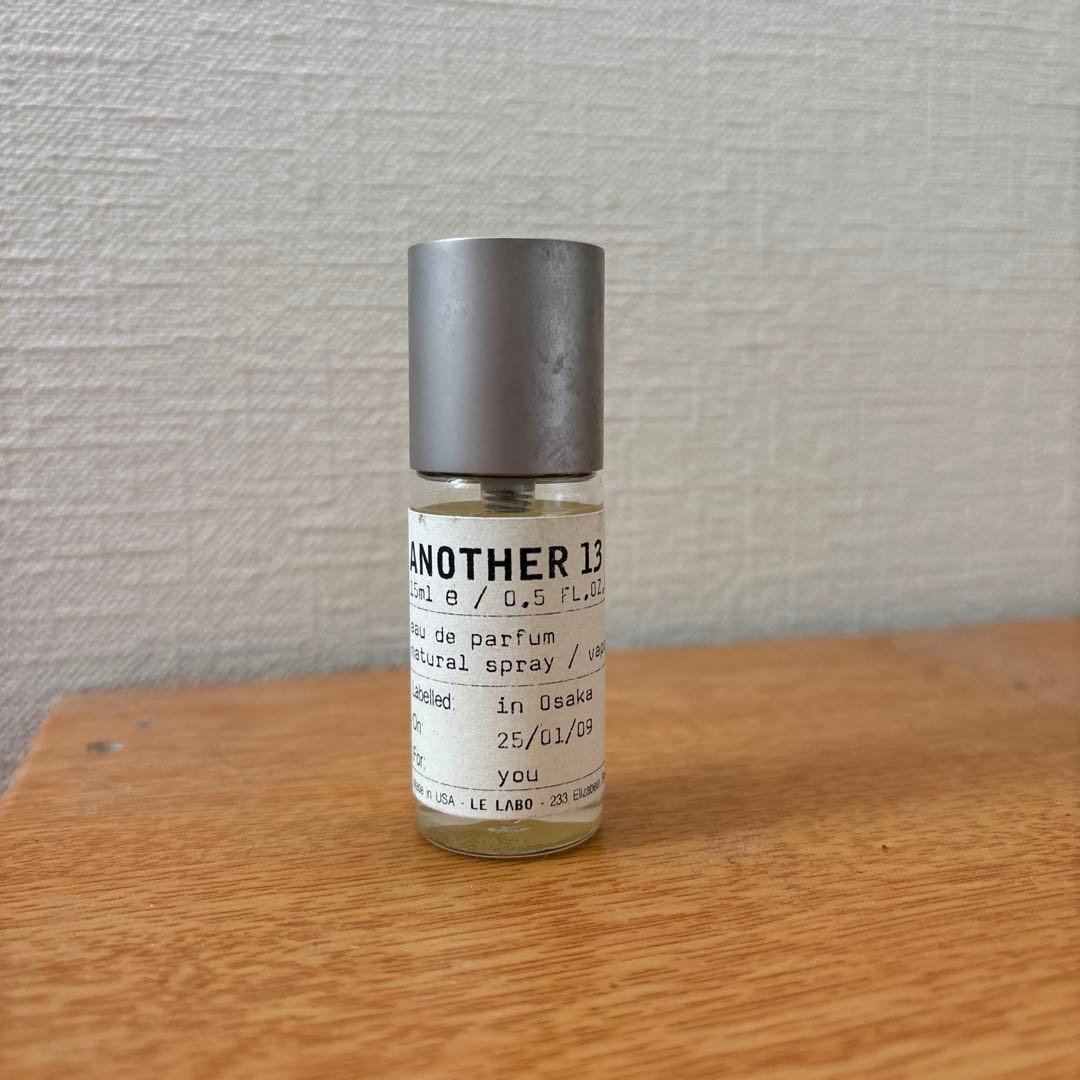 ANOTHER 13
15ml e / 0.5 FL.OZ.
eau de parfum
natural spray /
Labelled: in Osaka
On: 25/01/09
For: you
Made in USA - LE LABO - 233 Elizabeth